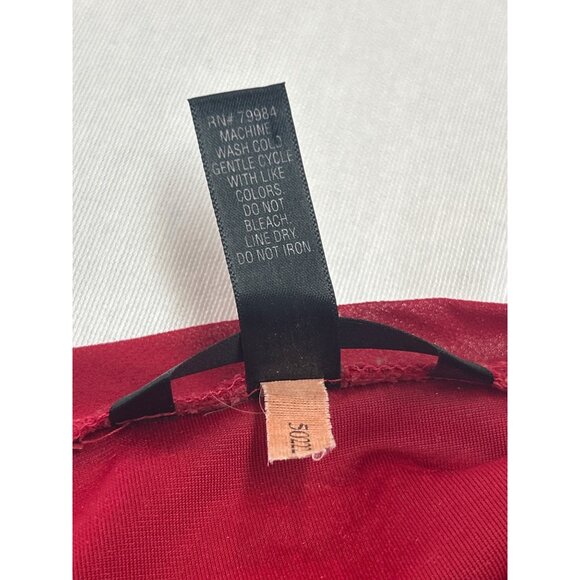 RN# 79984
MACHINE
WASH COLD
GENTLE CYCLE
WITH LIKE
COLORS.
DO NOT
BLEACH.
LINE DRY.
DO NOT IRON.